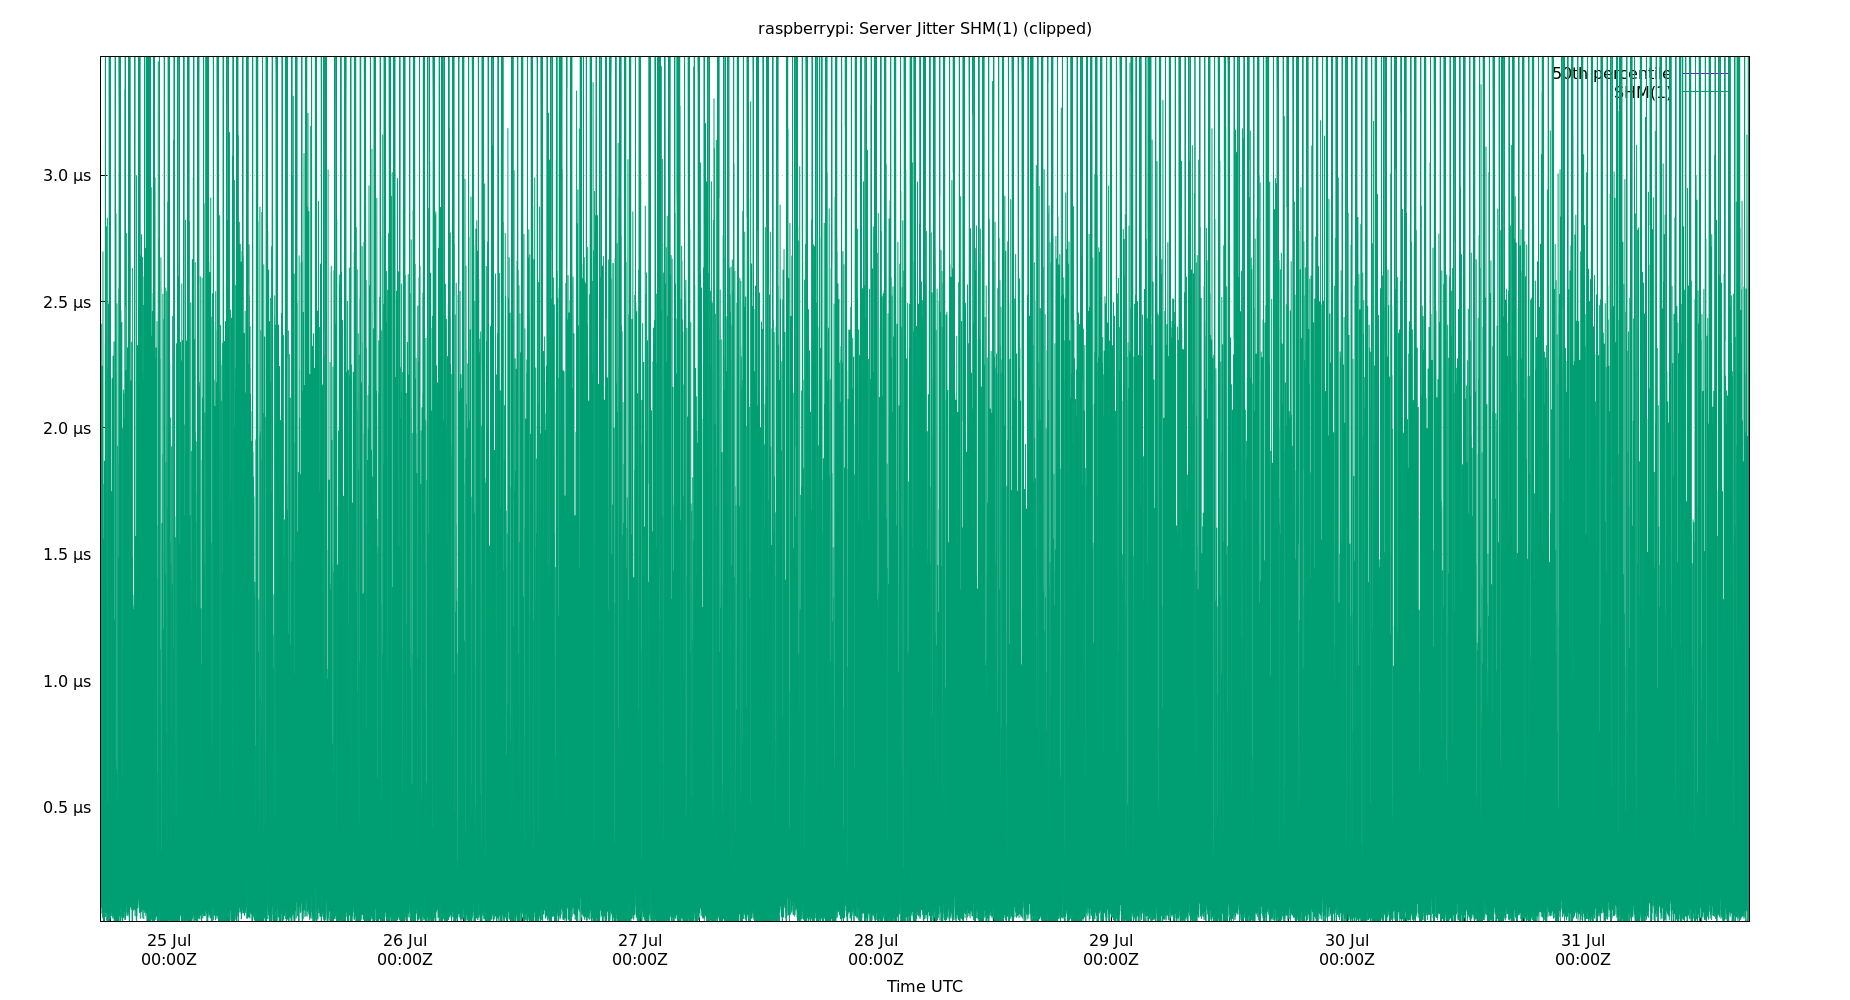 raspberrypi: Server Jitter SHM(1) (clipped)
50th percentile
SHM(1)
3.0 µs
2.5 µs
2.0 µs
1.5 µs
1.0 µs
0.5 µs
25 Jul 26 Jul 27 Jul 28 Jul 29 Jul 30 Jul 31 Jul
00:00Z 00:00Z 00:00Z 00:00Z 00:00Z 00:00Z 00:00Z
Time UTC